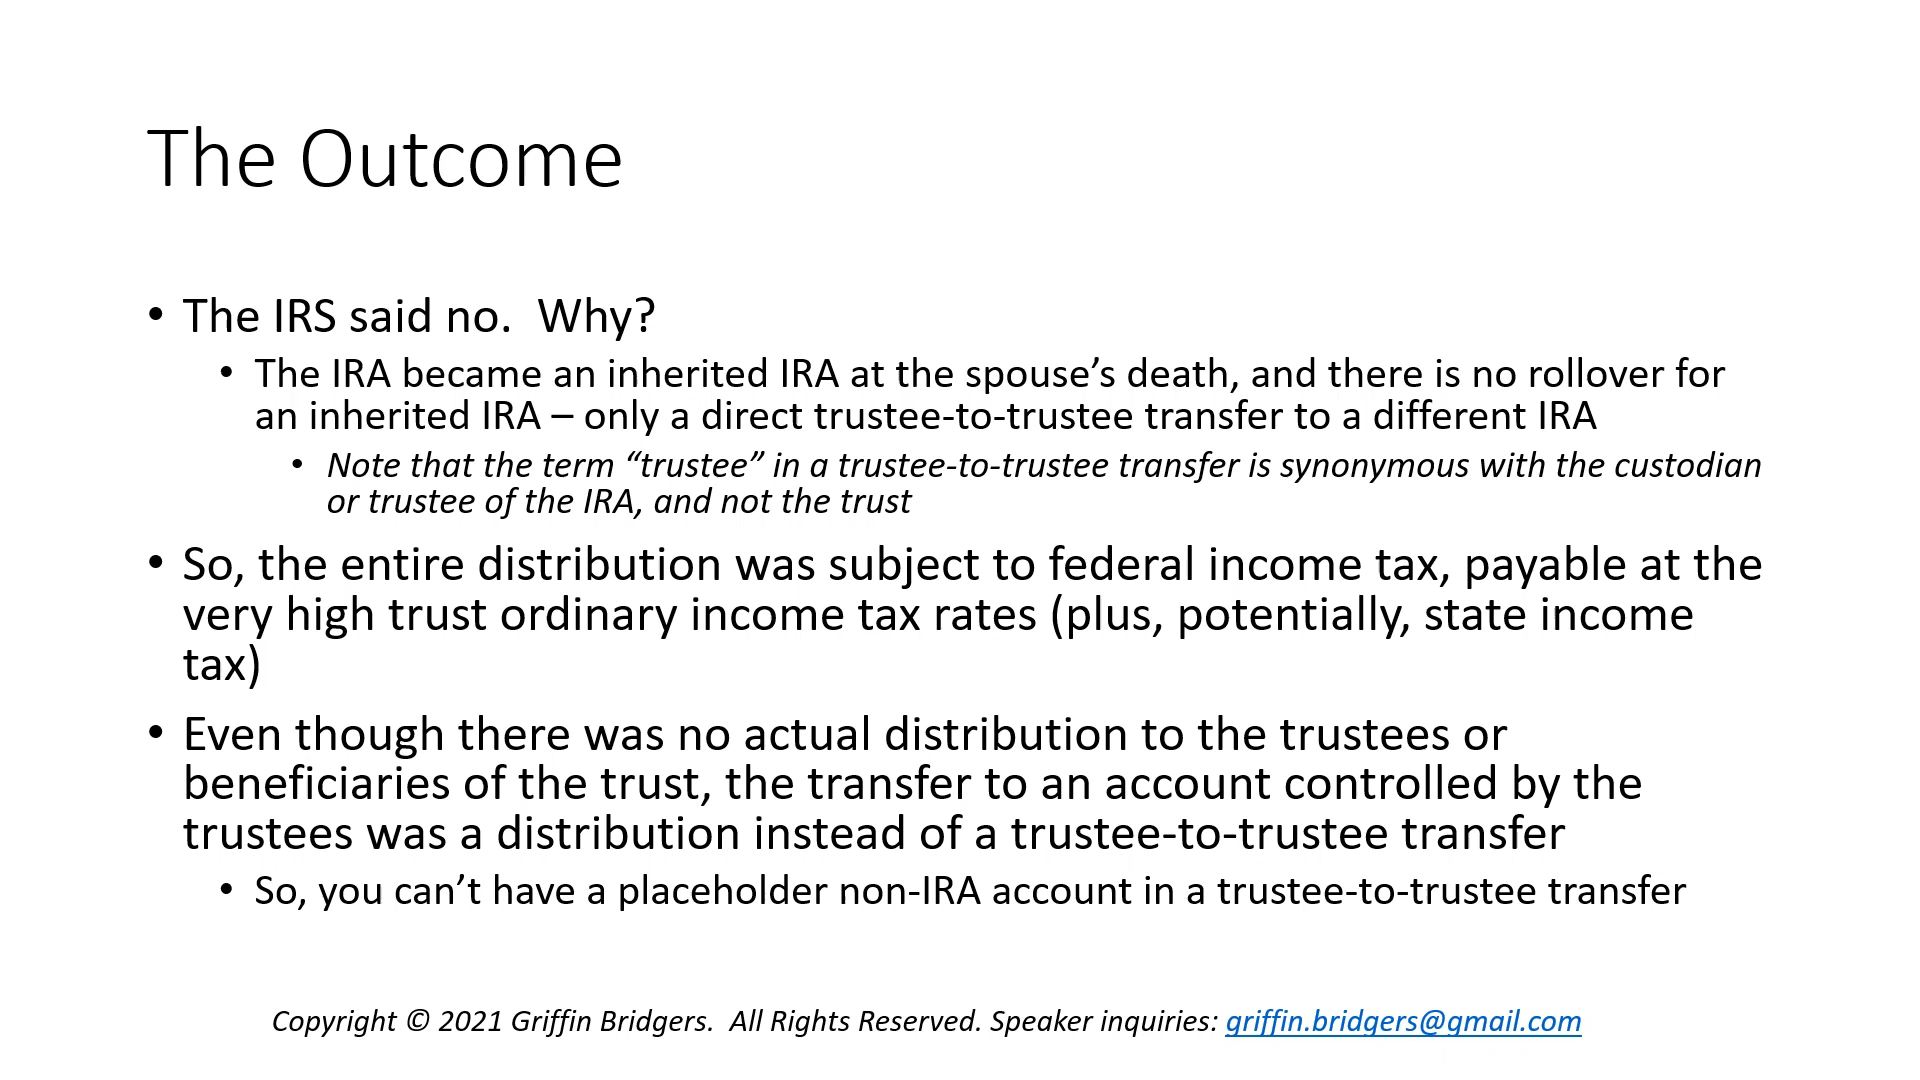 The Outcome
• The IRS said no.  Why?
• The IRA became an inherited IRA at the spouse’s death, and there is no rollover for
an inherited IRA – only a direct trustee-to-trustee transfer to a different IRA
• Note that the term “trustee” in a trustee-to-trustee transfer is synonymous with the custodian
or trustee of the IRA, and not the trust
• So, the entire distribution was subject to federal income tax, payable at the
very high trust ordinary income tax rates (plus, potentially, state income
tax)
• Even though there was no actual distribution to the trustees or
beneficiaries of the trust, the transfer to an account controlled by the
trustees was a distribution instead of a trustee-to-trustee transfer
• So, you can’t have a placeholder non-IRA account in a trustee-to-trustee transfer
Copyright © 2021 Griffin Bridgers.  All Rights Reserved. Speaker inquiries: griffin.bridgers@gmail.com